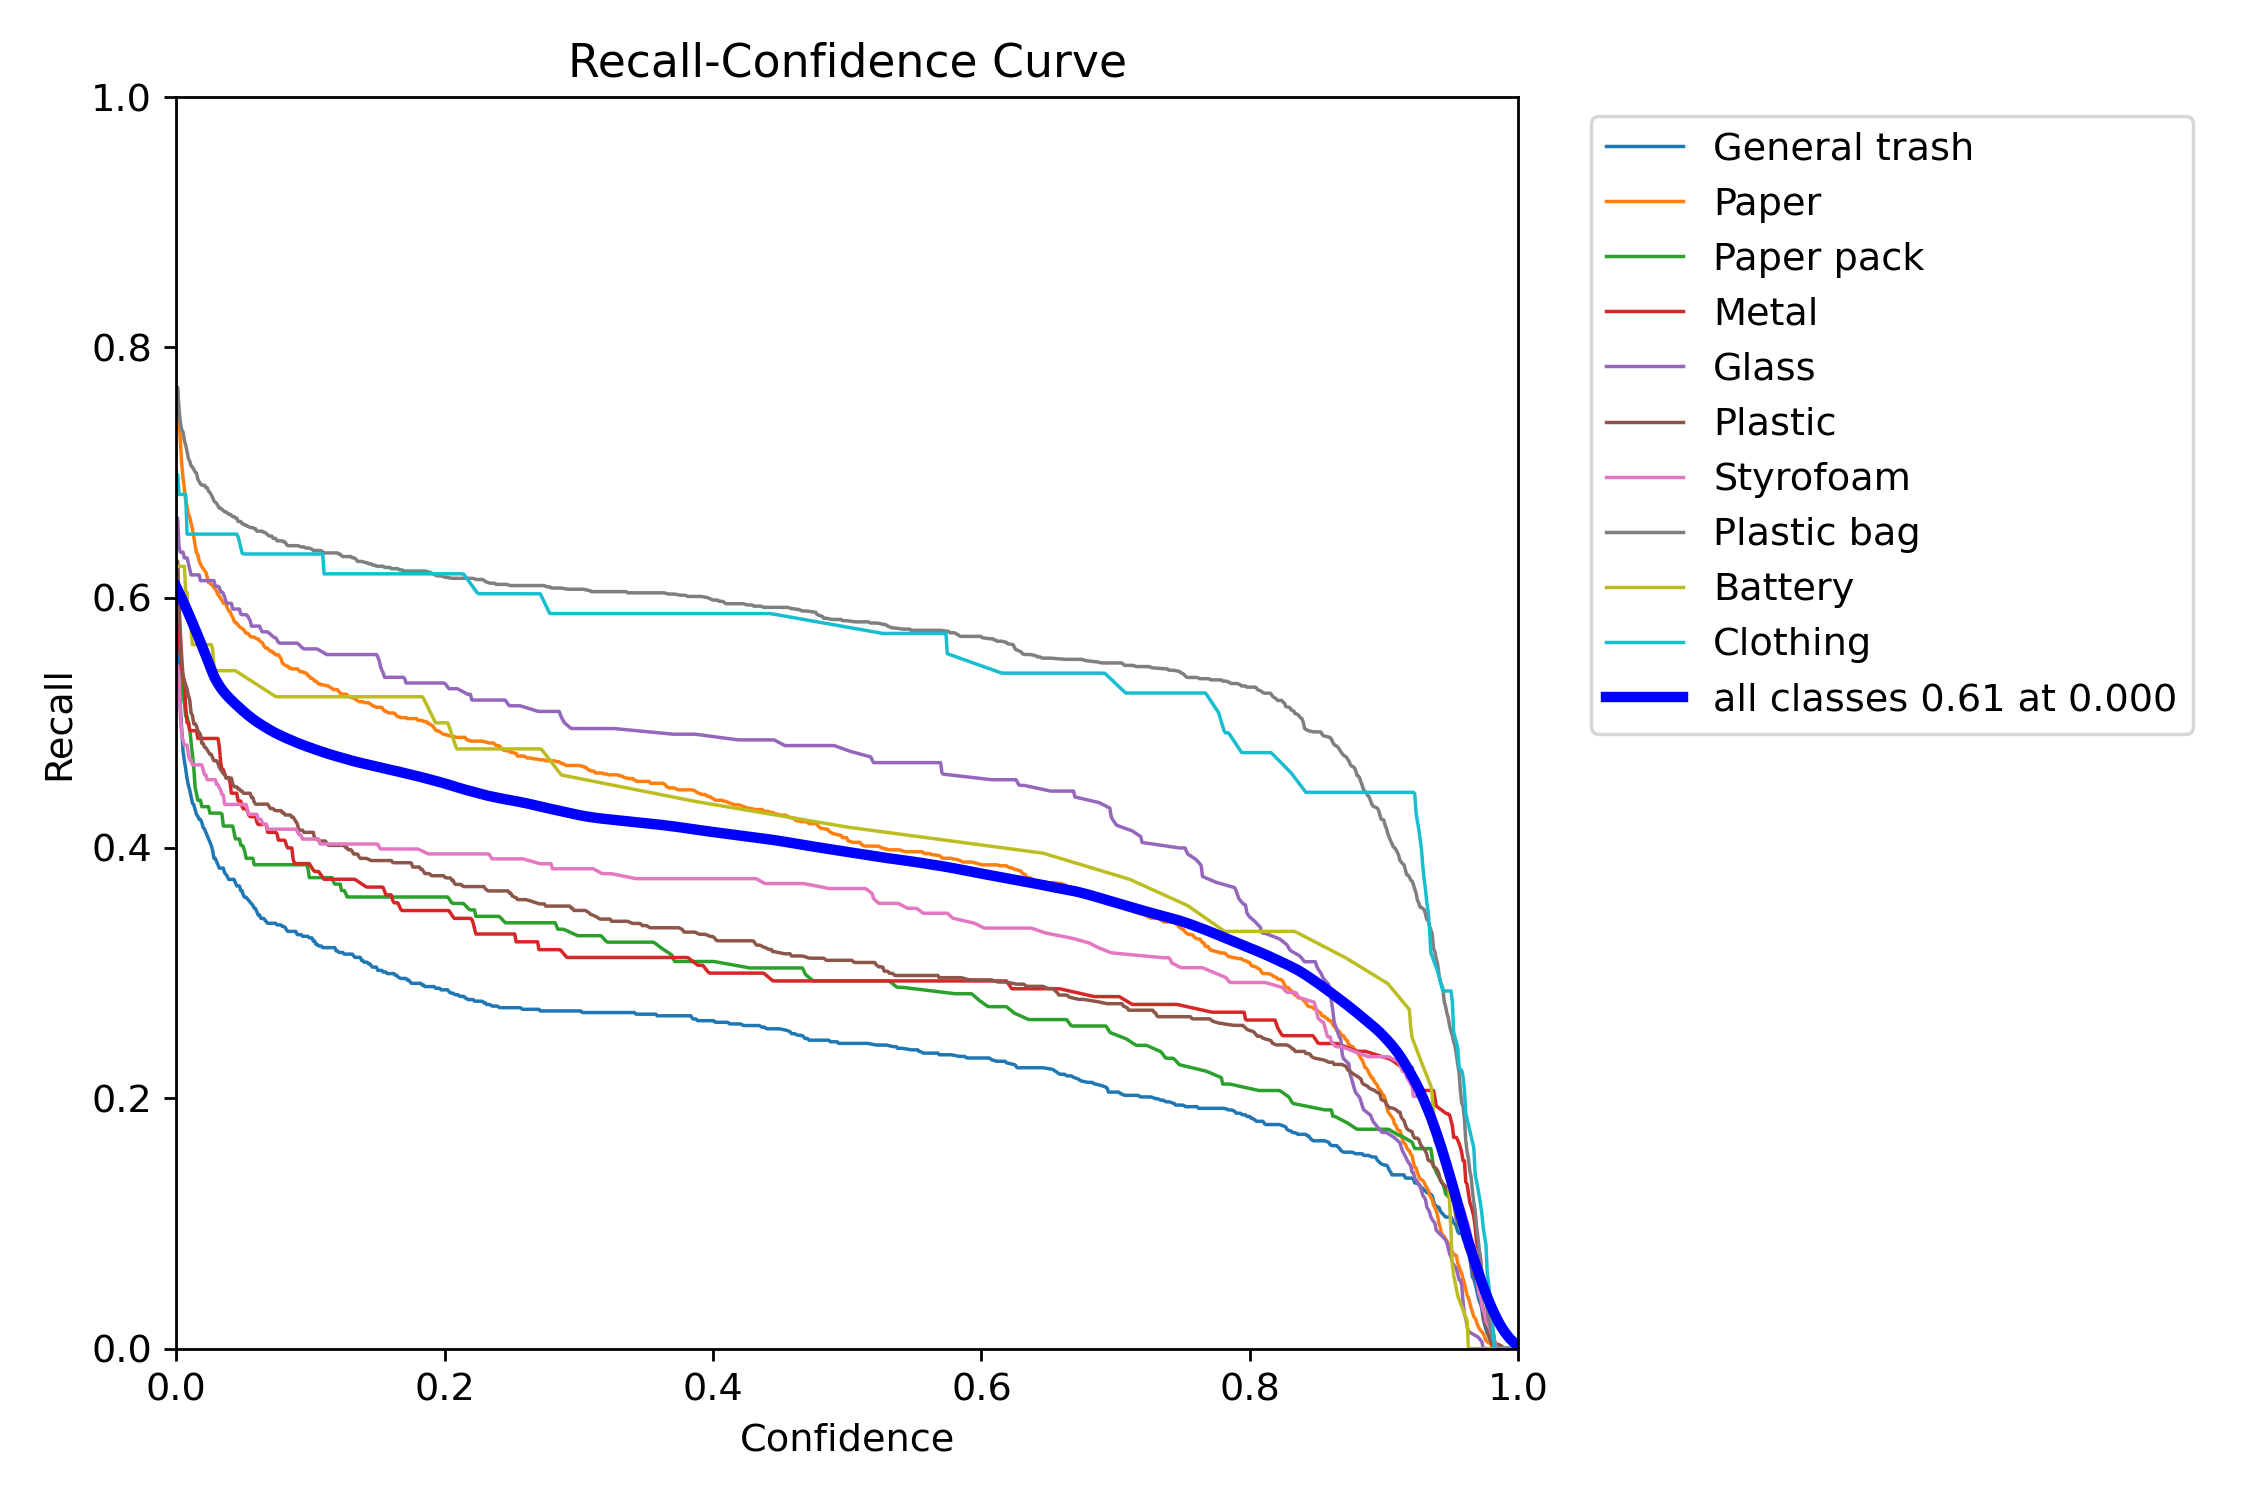 Recall-Confidence Curve
1.0
0.8
0.6
0.4
0.2
0.0
Recall
0.0 0.2 0.4 0.6 0.8 1.0
Confidence
General trash
Paper
Paper pack
Metal
Glass
Plastic
Styrofoam
Plastic bag
Battery
Clothing
all classes 0.61 at 0.000